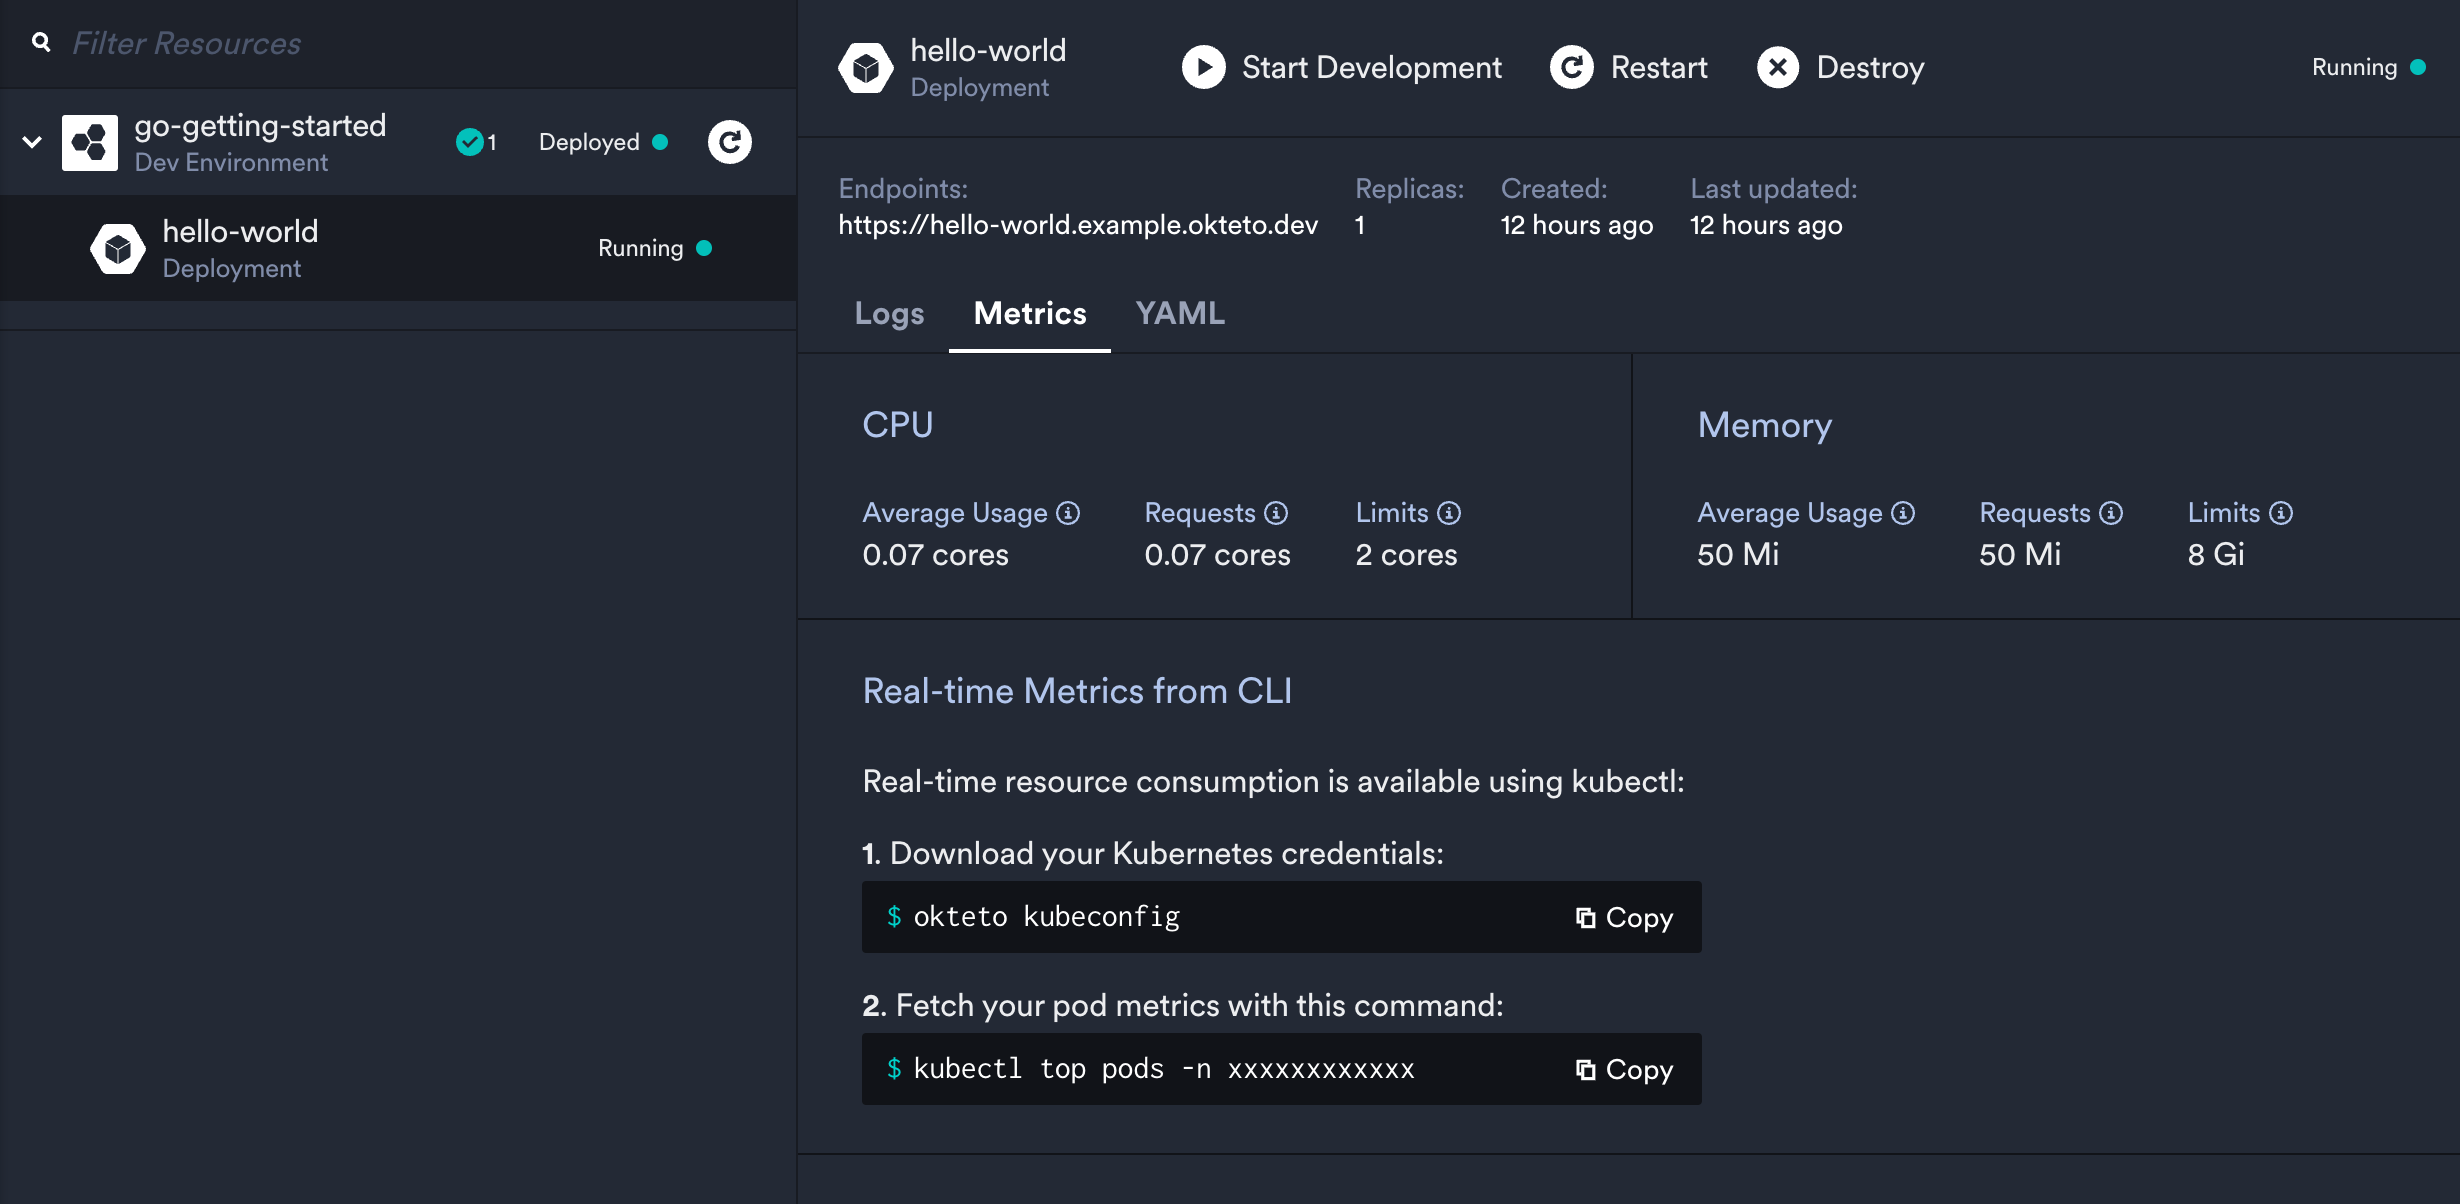 Filter Resources
go-getting-started
Dev Environment
1
Deployed
hello-world
Deployment
Running
hello-world
Deployment
Start Development
Restart
Destroy
Running
Endpoints:
https://hello-world.example.okteto.dev
Replicas:
1
Created:
12 hours ago
Last updated:
12 hours ago
Logs
Metrics
YAML
CPU
Average Usage
0.07 cores
Requests
0.07 cores
Limits
2 cores
Memory
Average Usage
50 Mi
Requests
50 Mi
Limits
8 Gi
Real-time Metrics from CLI
Real-time resource consumption is available using kubectl:
1. Download your Kubernetes credentials:
$ okteto kubeconfig
Copy
2. Fetch your pod metrics with this command:
$ kubectl top pods -n xxxxxxxxxxxx
Copy